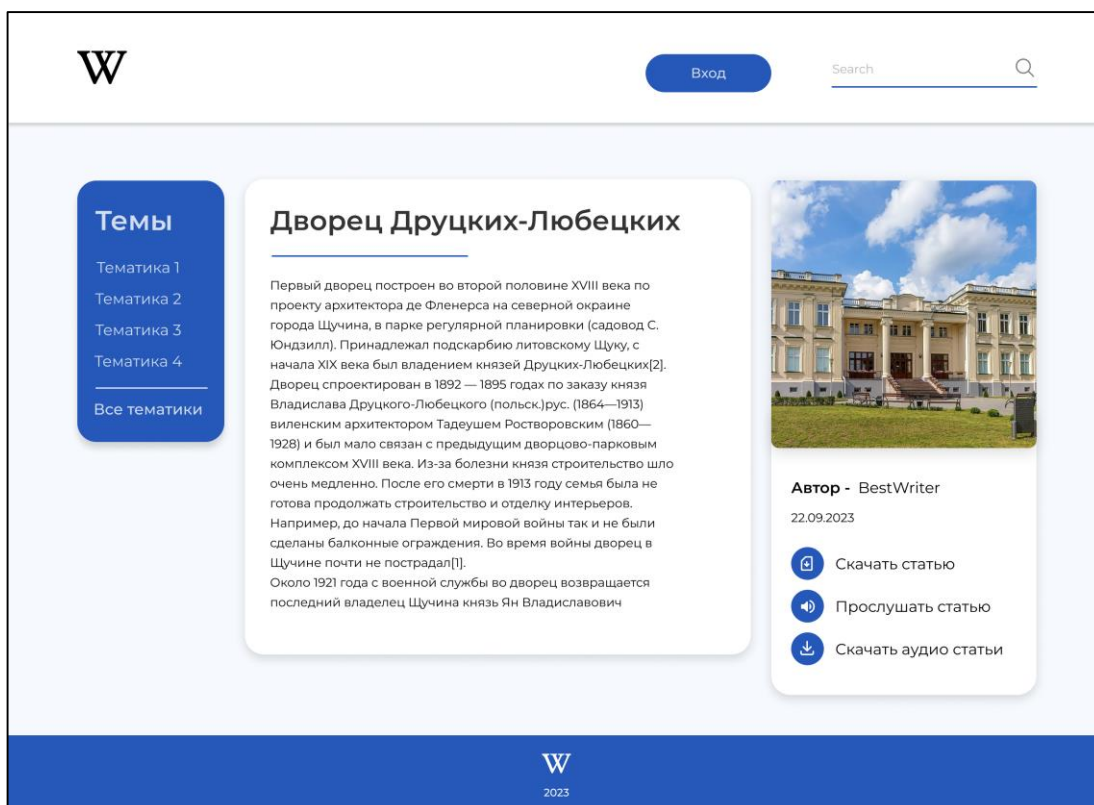 W
Вход
Search
Темы
Тематика 1
Тематика 2
Тематика 3
Тематика 4
Все тематики
Дворец Друцких-Любецких
Первый дворец построен во второй половине XVIII века по
проекту архитектора де Фленерса на северной окраине
города Щучина, в парке регулярной планировки (садовод С.
Юндзилл). Принадлежал подскарбию литовскому Щуку, с
начала XIX века был владением князей Друцких-Любецких[2].
Дворец спроектирован в 1892 — 1895 годах по заказу князя
Владислава Друцкого-Любецкого (польск.)рус. (1864—1913)
виленским архитектором Тадеушем Ростворовским (1860—
1928) и был мало связан с предыдущим дворцово-парковым
комплексом XVIII века. Из-за болезни князя строительство шло
очень медленно. После его смерти в 1913 году семья была не
готова продолжать строительство и отделку интерьеров.
Например, до начала Первой мировой войны так и не были
сделаны балконные ограждения. Во время войны дворец в
Щучине почти не пострадал[1].
Около 1921 года с военной службы во дворец возвращается
последний владелец Щучина князь Ян Владиславович
Автор - BestWriter
22.09.2023
Скачать статью
Прослушать статью
Скачать аудио статьи
W
2023